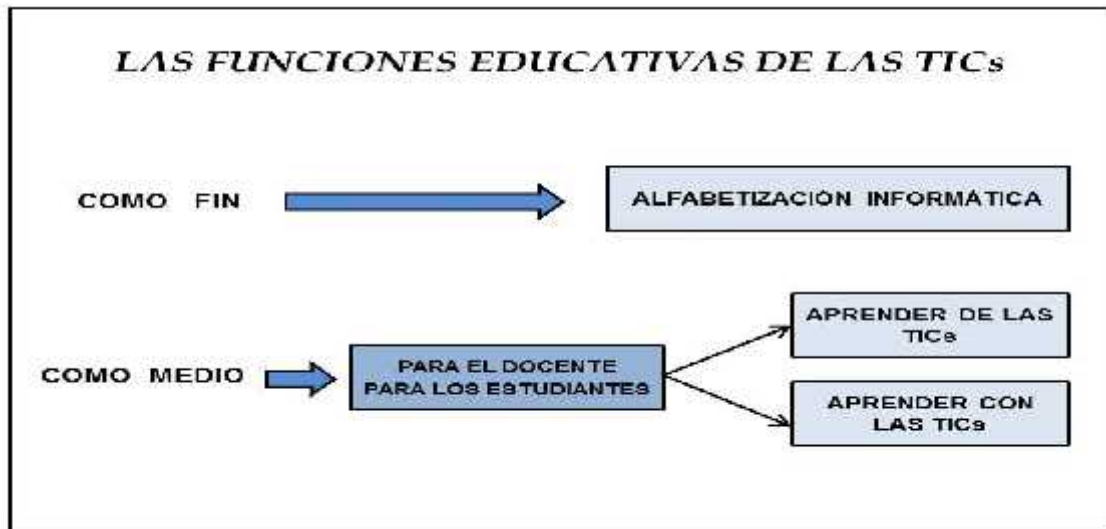 LAS FUNCIONES EDUCATIVAS DE LAS TICs
COMO FIN
ALFABETIZACIÓN INFORMÁTICA
COMO MEDIO
PARA EL DOCENTE
PARA LOS ESTUDIANTES
APRENDER DE LAS
TICs
APRENDER CON
LAS TICs